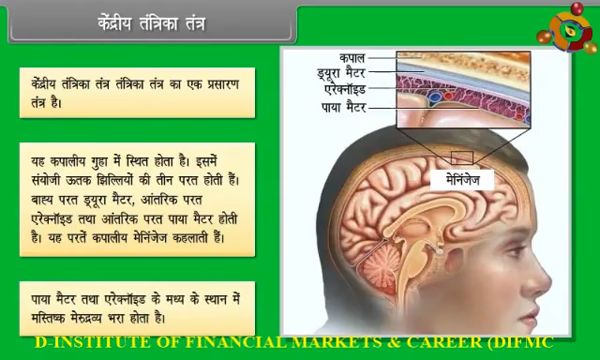 केंद्रीय तंत्रिका तंत्र
केंद्रीय तंत्रिका तंत्र तंत्रिका तंत्र का एक प्रसारण
तंत्र है।
यह कपालीय गुहा में स्थित होता है। इसमें
संयोजी ऊतक झिल्लियों की तीन परत होती हैं।
बाह्य परत ड्यूरा मैटर, आंतरिक परत
एरेक्नॉइड तथा आंतरिक परत पाया मैटर होती
है। यह परतें कपालीय मेनिंजेज कहलाती हैं।
पाया मैटर तथा एरेक्नॉइड के मध्य के स्थान में
मस्तिष्क मेरुद्रव्य भरा होता है।
कपाल
ड्यूरा मैटर
एरेक्नॉइड
पाया मैटर
मेनिंजेज
D-INSTITUTE OF FINANCIAL MARKETS & CAREER (DIFMC